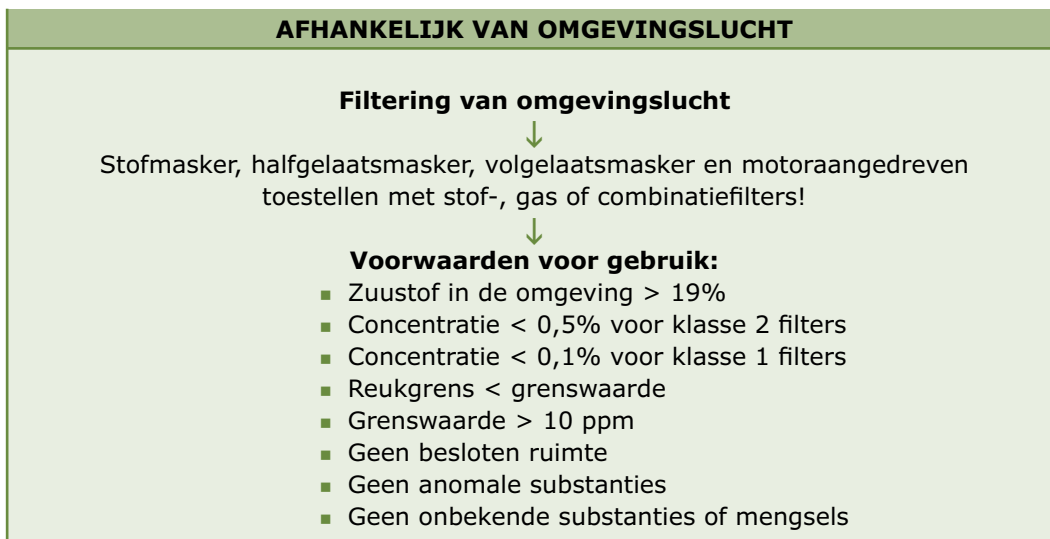 AFHANKELIJK VAN OMGEVINGSLUCHT
Filtering van omgevingslucht
↓
Stofmasker, halfgelaatsmasker, volgelaatsmasker en motoraangedreven
toestellen met stof-, gas of combinatiefilters!
↓
Voorwaarden voor gebruik:
▪ Zuustof in de omgeving > 19%
▪ Concentratie < 0,5% voor klasse 2 filters
▪ Concentratie < 0,1% voor klasse 1 filters
▪ Reukgrens < grenswaarde
▪ Grenswaarde > 10 ppm
▪ Geen besloten ruimte
▪ Geen anomale substanties
▪ Geen onbekende substanties of mengsels